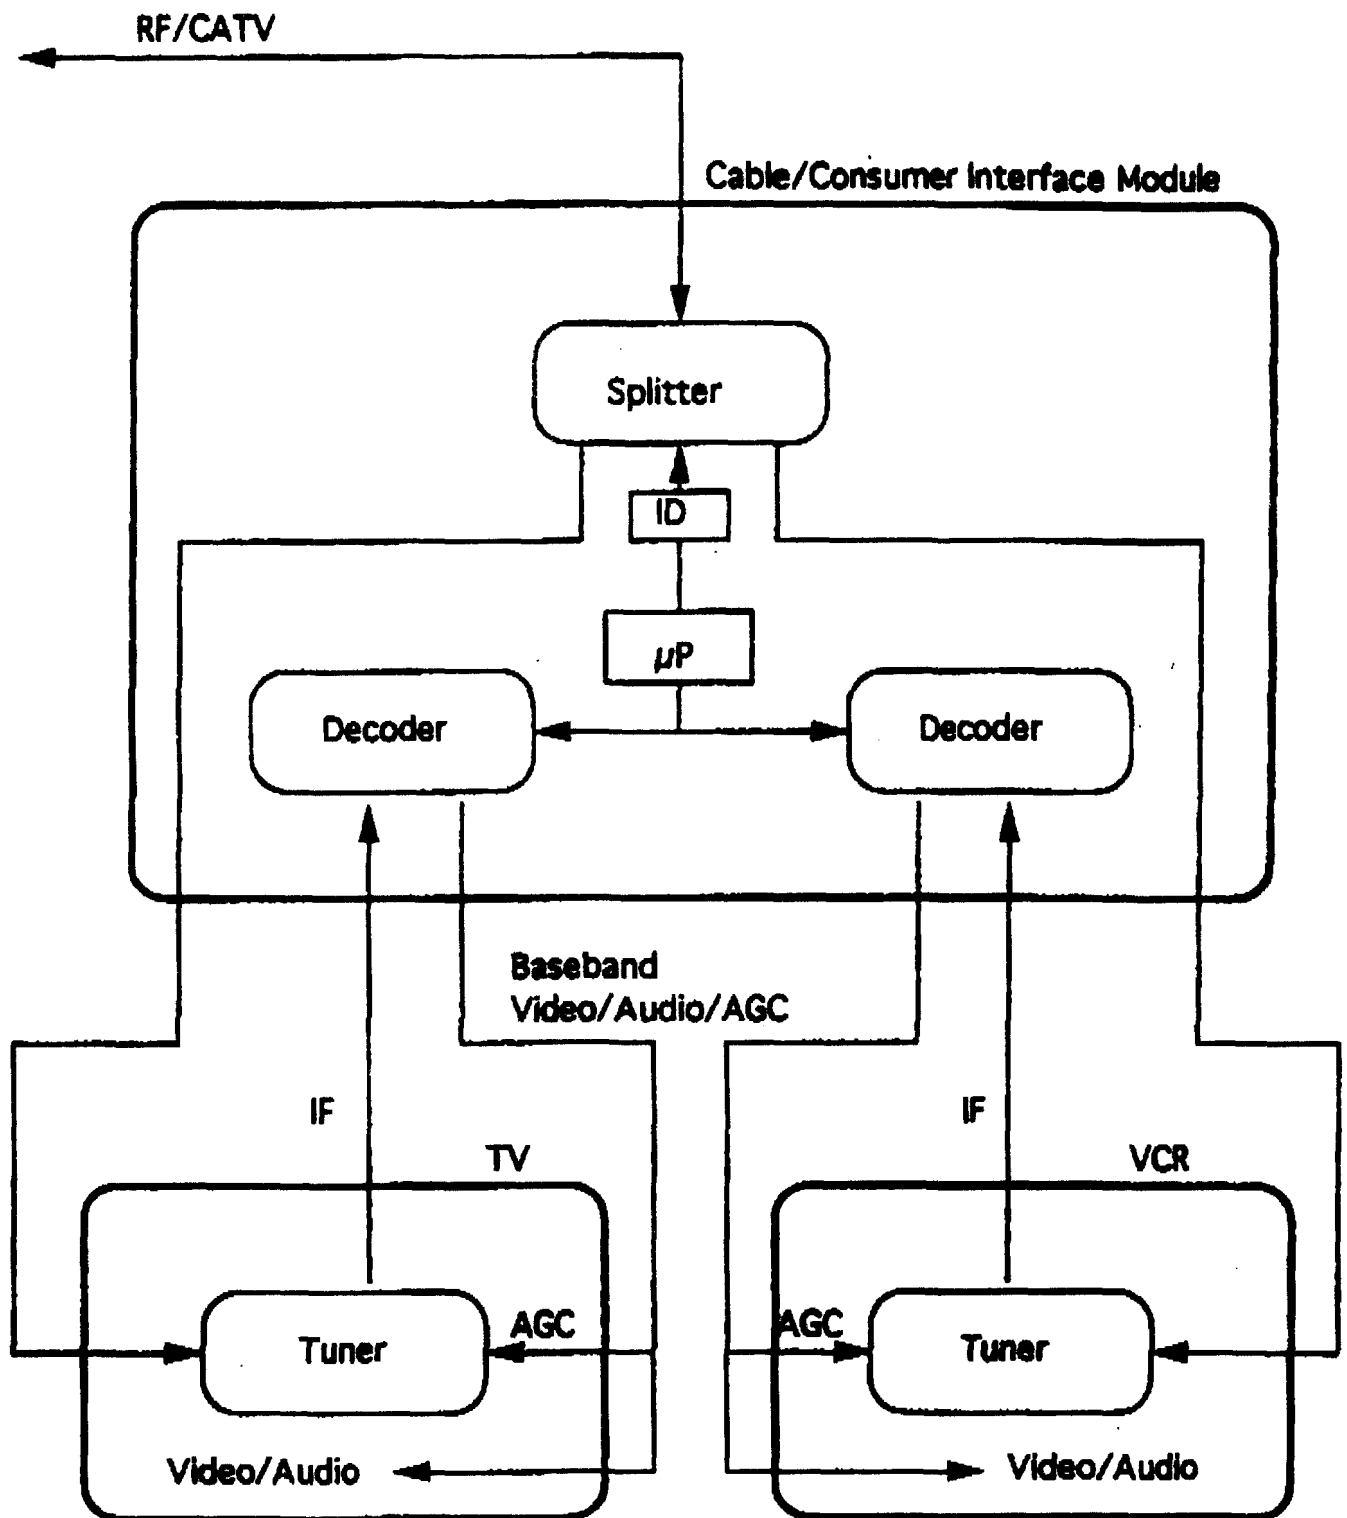 RF/CATV
Cable/Consumer Interface Module
Splitter
ID
µP
Decoder
Decoder
Baseband
Video/Audio/AGC
IF
IF
TV
VCR
Tuner
AGC
AGC
Tuner
Video/Audio
Video/Audio